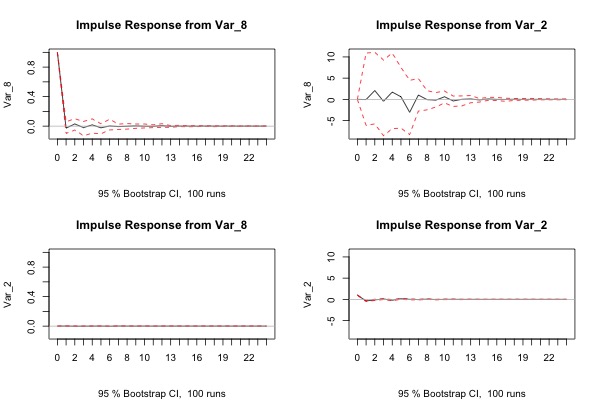 Impulse Response from Var_8
Var_8
0.0 0.4 0.8
0 2 4 6 8 10 13 16 19 22
95 % Bootstrap CI, 100 runs
Impulse Response from Var_2
Var_8
-5 0 5 10
0 2 4 6 8 10 13 16 19 22
95 % Bootstrap CI, 100 runs
Impulse Response from Var_8
Var_2
0.0 0.4 0.8
0 2 4 6 8 10 13 16 19 22
95 % Bootstrap CI, 100 runs
Impulse Response from Var_2
Var_2
-5 0 5 10
0 2 4 6 8 10 13 16 19 22
95 % Bootstrap CI, 100 runs